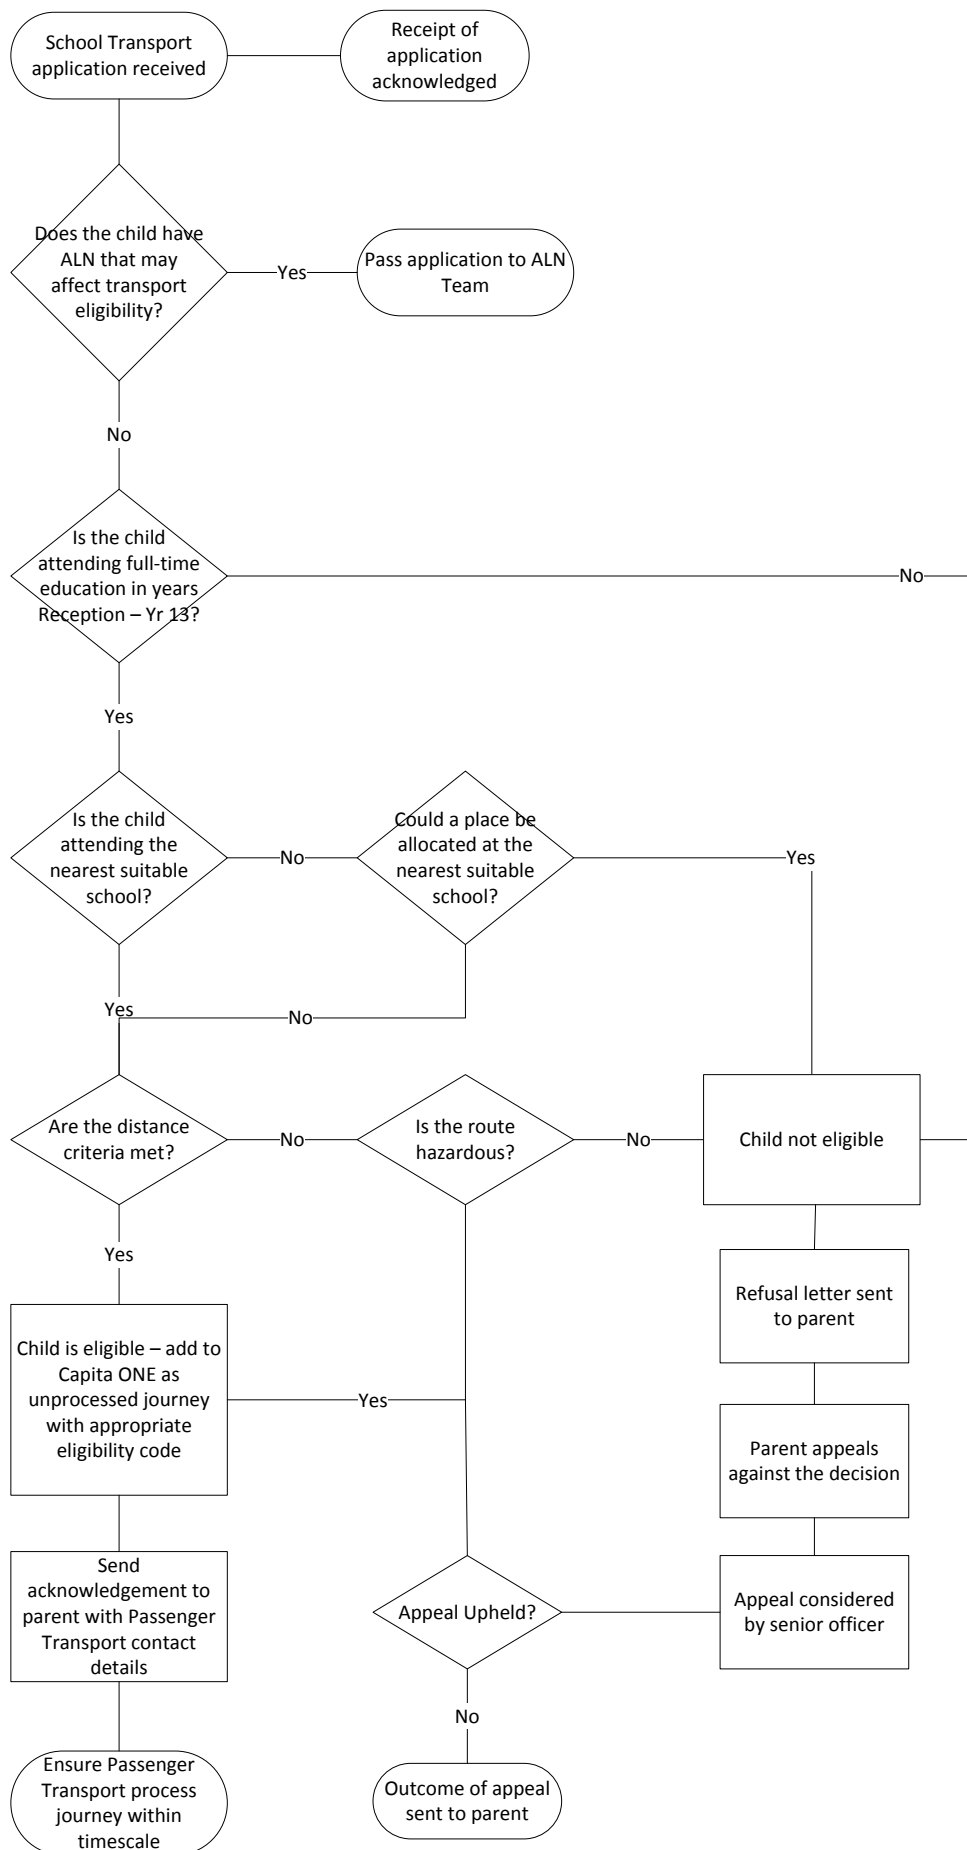 School Transport
application received
Receipt of
application
acknowledged
Does the child have
ALN that may
affect transport
eligibility?
Yes
Pass application to ALN
Team
No
Is the child
attending full-time
education in years
Reception – Yr 13?
No
Yes
Is the child
attending the
nearest suitable
school?
No
Could a place be
allocated at the
nearest suitable
school?
Yes
Yes
No
Are the distance
criteria met?
No
Is the route
hazardous?
No
Child not eligible
Yes
Refusal letter sent
to parent
Child is eligible – add to
Capita ONE as
unprocessed journey
with appropriate
eligibility code
Yes
Parent appeals
against the decision
Send
acknowledgement to
parent with Passenger
Transport contact
details
Appeal Upheld?
Appeal considered
by senior officer
No
Ensure Passenger
Transport process
journey within
timescale
Outcome of appeal
sent to parent